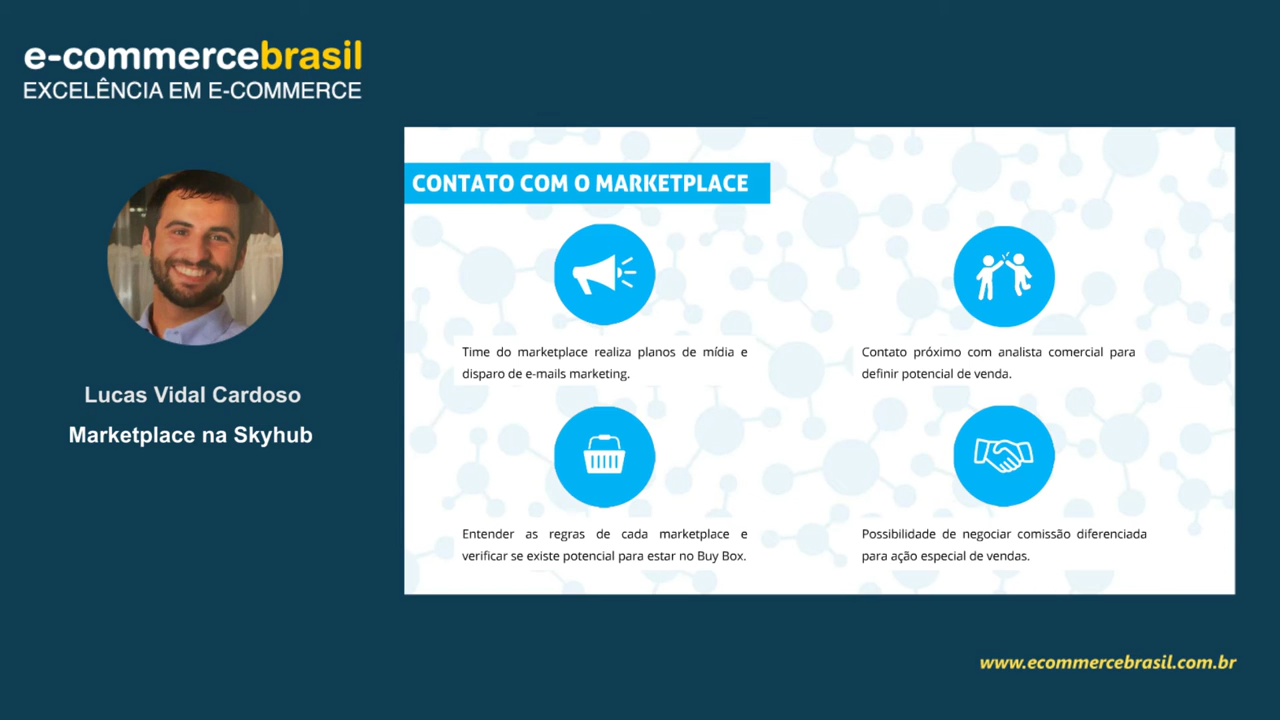 e-commercebrasil
EXCELÊNCIA EM E-COMMERCE
Lucas Vidal Cardoso
Marketplace na Skyhub
CONTATO COM O MARKETPLACE
Time do marketplace realiza planos de mídia e
disparo de e-mails marketing.
Contato próximo com analista comercial para
definir potencial de venda.
Entender as regras de cada marketplace e
verificar se existe potencial para estar no Buy Box.
Possibilidade de negociar comissão diferenciada
para ação especial de vendas.
www.ecommercebrasil.com.br